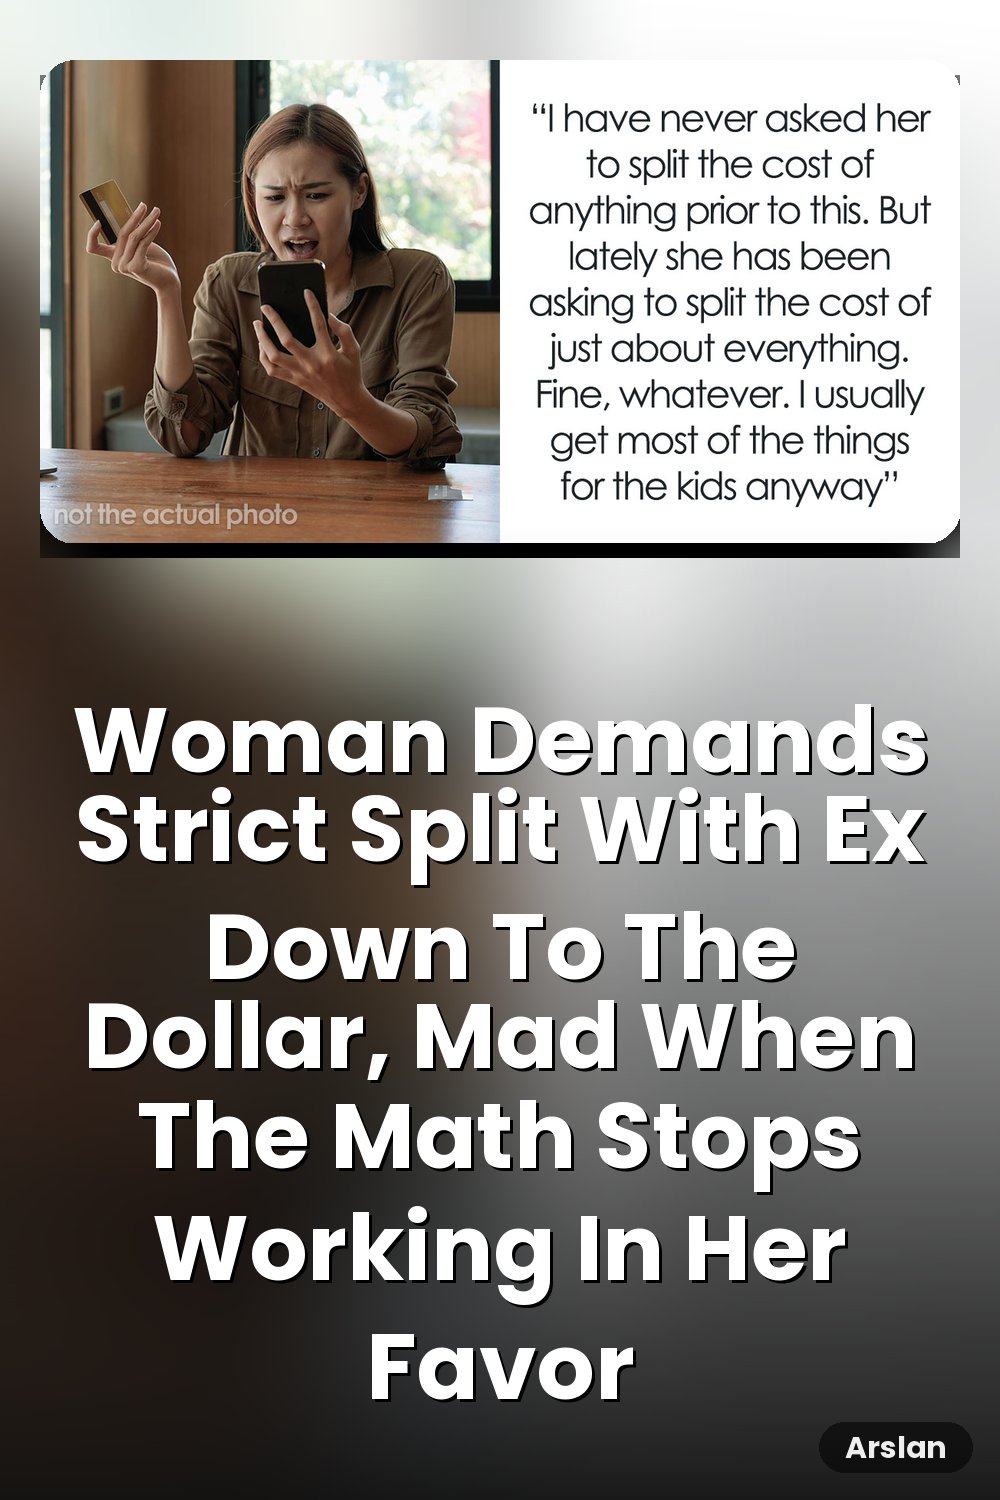 “I have never asked her
to split the cost of
anything prior to this. But
lately she has been
asking to split the cost of
just about everything.
Fine, whatever. I usually
get most of the things
for the kids anyway”
not the actual photo
Woman Demands
Strict Split With Ex
Down To The
Dollar, Mad When
The Math Stops
Working In Her
Favor
Arslan